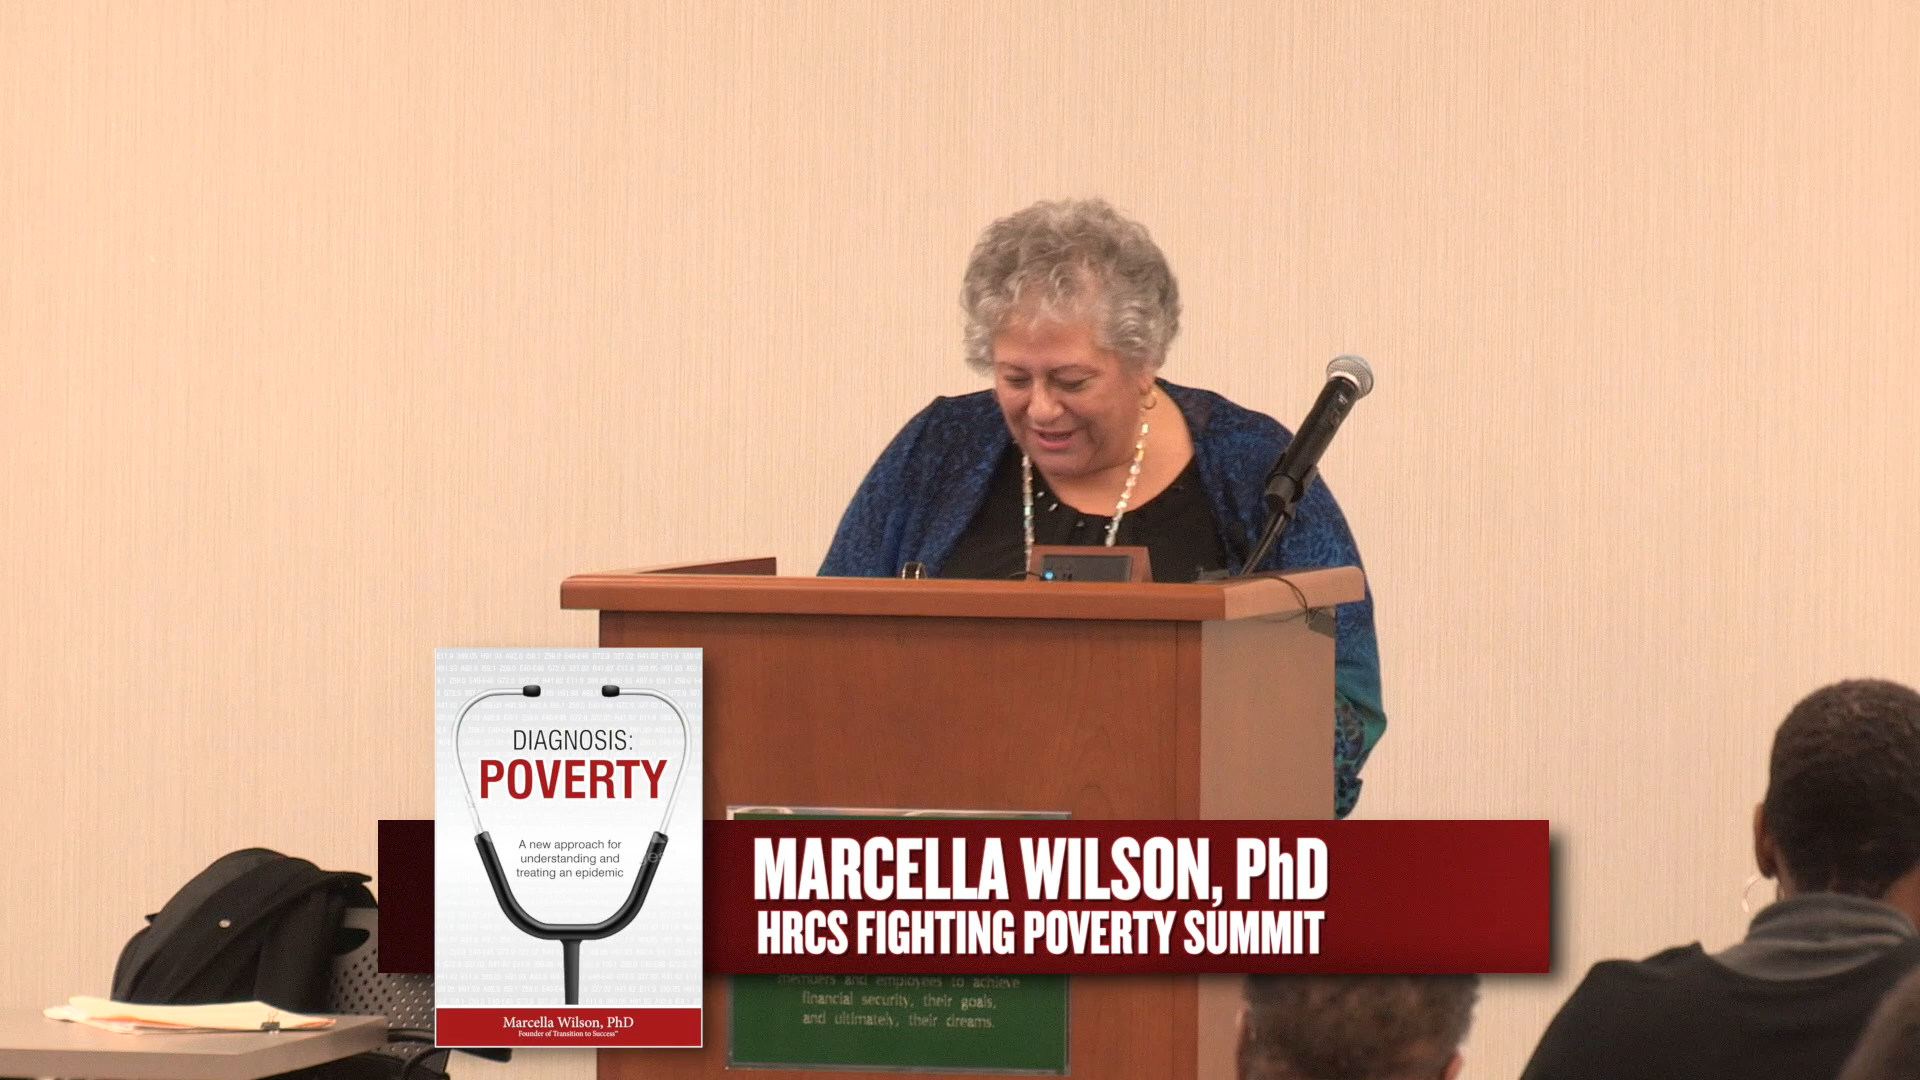 DIAGNOSIS:
POVERTY
A new approach for
understanding and
treating an epidemic
Marcella Wilson, PhD
Founder of Transition to Success™
MARCELLA WILSON, PhD
HRCS FIGHTING POVERTY SUMMIT
members and employees to achieve
financial security, their goals,
and ultimately, their dreams.